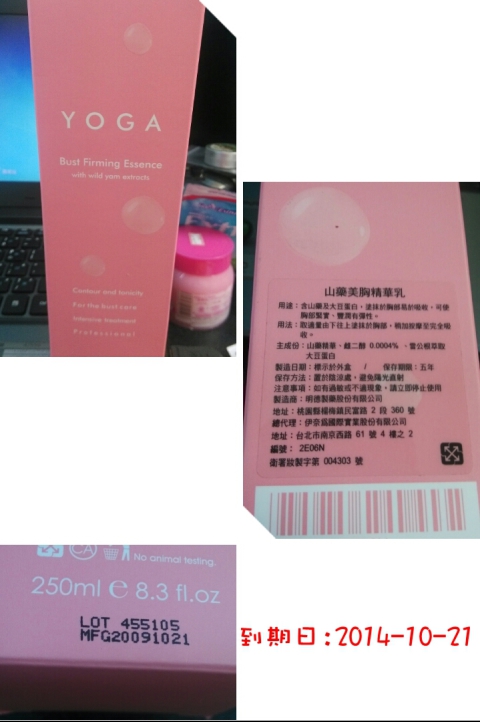 YOGA
Bust Firming Essence
with wild yam extracts
Contour and tonicity
For the bust care
Intensive treatment
Professional
山藥美胸精華乳
用途：含山藥及大豆蛋白，塗抹於胸部易於吸收，可使
胸部緊實、豐潤有彈性。
用法：取適量由下往上塗抹於胸部，稍加按摩至完全吸
收。
主成份：山藥精華、雌二醇 0.0004% 、雷公根萃取
大豆蛋白
製造日期：標示於外盒 / 保存期限：五年
保存方法：置於陰涼處，避免陽光直射
注意事項：如有過敏或不適現象，請立即停止使用
製造商：明德製藥股份有限公司
地址：桃園縣楊梅鎮民富路 2 段 360 號
總代理：伊奈爲國際實業股份有限公司
地址：台北市南京西路 61 號 4 樓之 2
編號： 2E06N
衛署妝製字第 004303 號
CA
No animal testing.
250ml e 8.3 fl.oz
LOT 455105
MFG20091021
到期日:2014-10-21